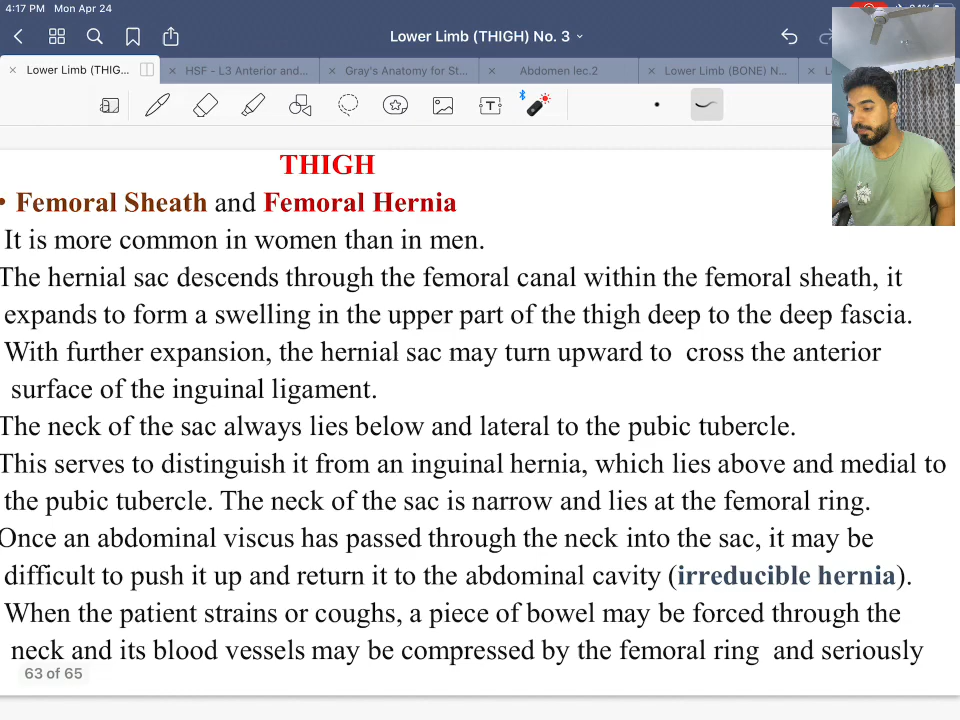 4:17 PM Mon Apr 24
Lower Limb (THIGH) No. 3
Lower Limb (THIG...
HSF - L3 Anterior and...
Gray's Anatomy for St...
Abdomen lec.2
Lower Limb (BONE) N...
THIGH
• Femoral Sheath and Femoral Hernia
It is more common in women than in men.
The hernial sac descends through the femoral canal within the femoral sheath, it
expands to form a swelling in the upper part of the thigh deep to the deep fascia.
With further expansion, the hernial sac may turn upward to cross the anterior
surface of the inguinal ligament.
The neck of the sac always lies below and lateral to the pubic tubercle.
This serves to distinguish it from an inguinal hernia, which lies above and medial to
the pubic tubercle. The neck of the sac is narrow and lies at the femoral ring.
Once an abdominal viscus has passed through the neck into the sac, it may be
difficult to push it up and return it to the abdominal cavity (irreducible hernia).
When the patient strains or coughs, a piece of bowel may be forced through the
neck and its blood vessels may be compressed by the femoral ring and seriously
63 of 65